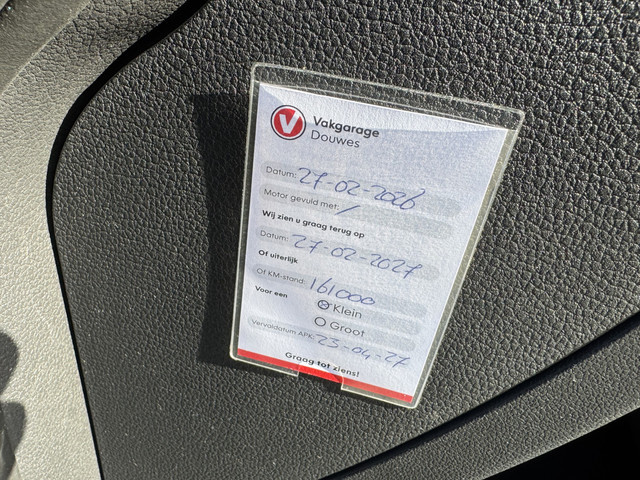 V Vakgarage
Douwes
Datum: 27-02-2026
Motor gevuld met: /
Wij zien u graag terug op
Datum: 27-02-2027
Of uiterlijk
Of KM-stand: 161000
Voor een
Klein
Groot
Vervaldatum APK: 23-04-27
Graag tot ziens!